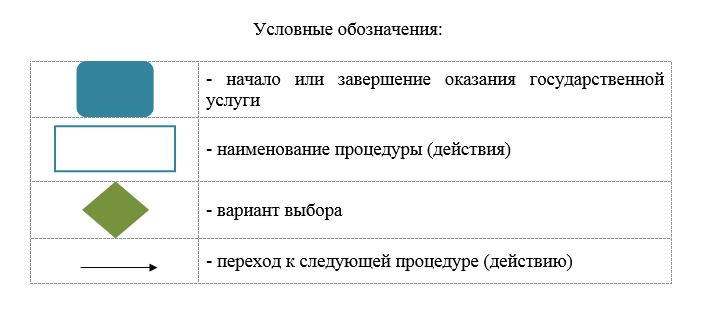 Условные обозначения:
- начало или завершение оказания государственной
услуги
- наименование процедуры (действия)
- вариант выбора
- переход к следующей процедуре (действию)